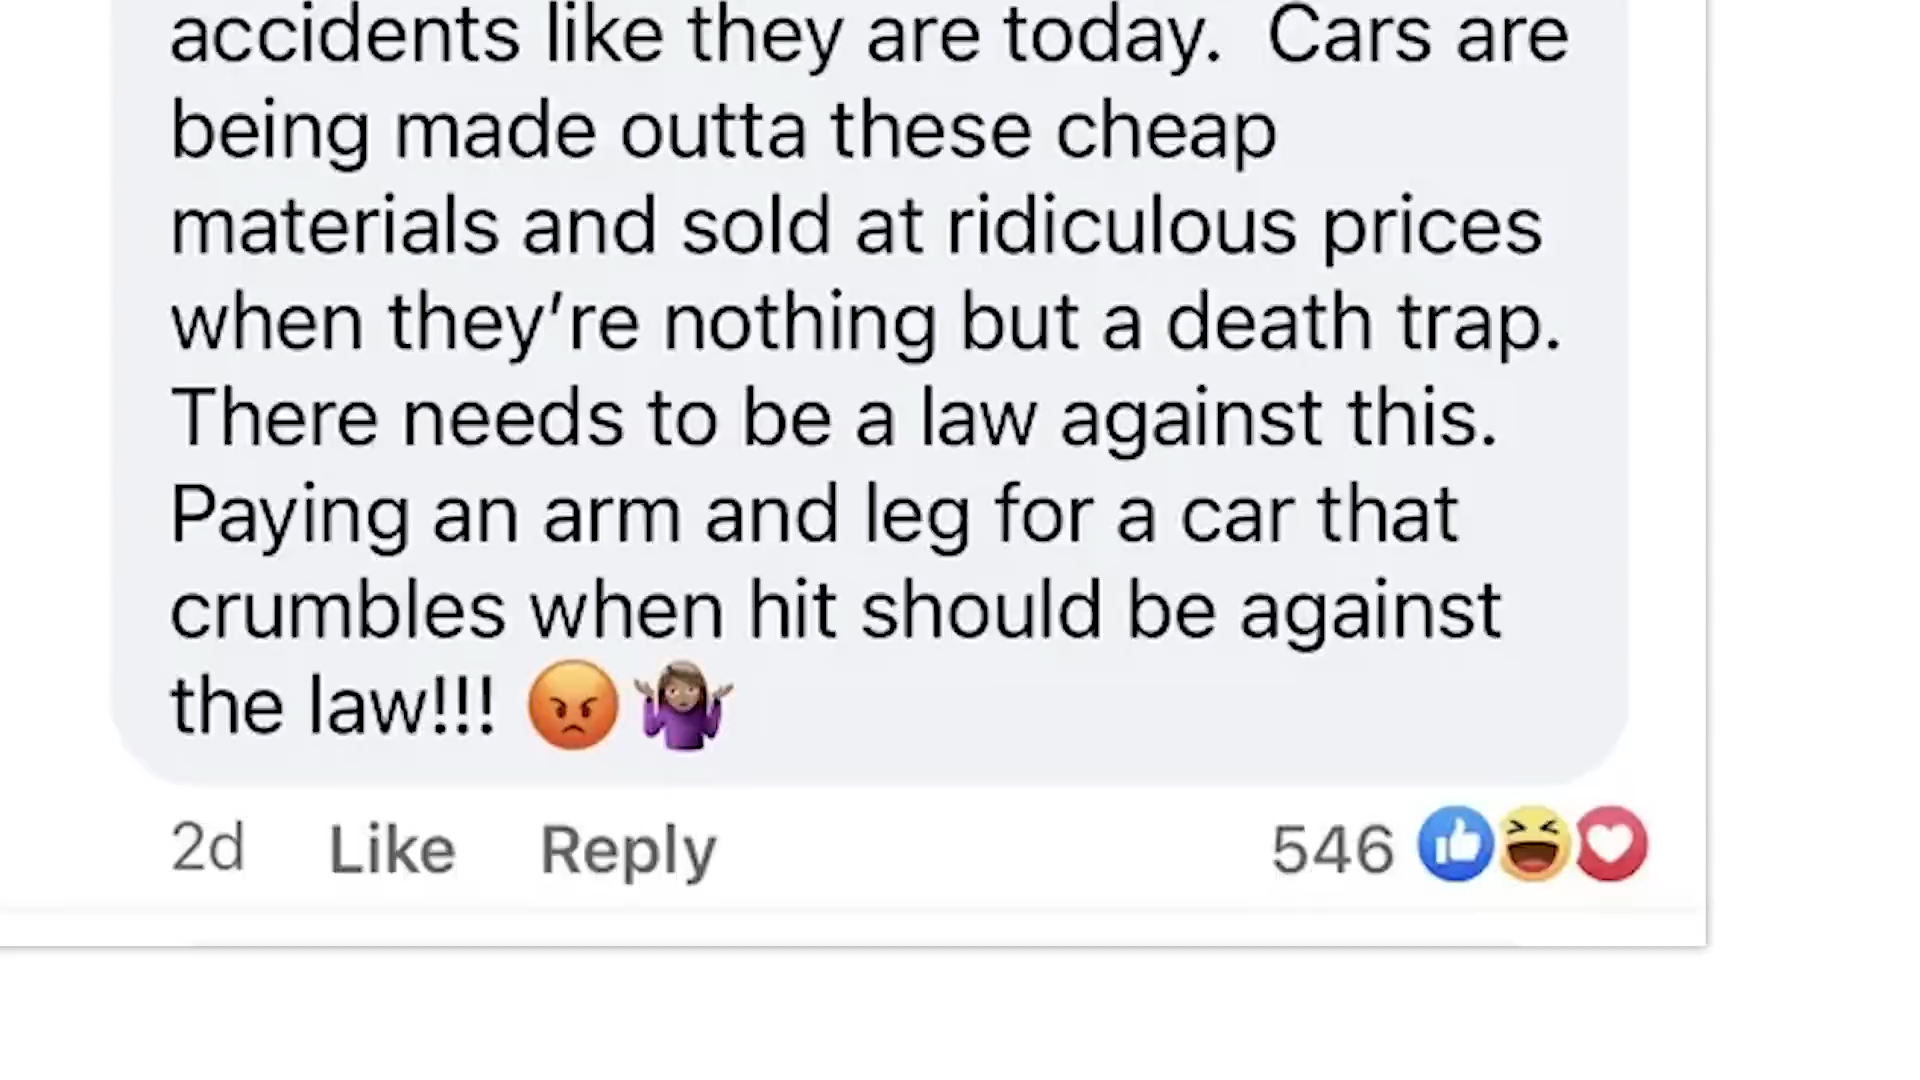 accidents like they are today.  Cars are
being made outta these cheap
materials and sold at ridiculous prices
when they’re nothing but a death trap.
There needs to be a law against this.
Paying an arm and leg for a car that
crumbles when hit should be against
the law!!! 😡🤷🏽‍♀️
2d Like Reply 546